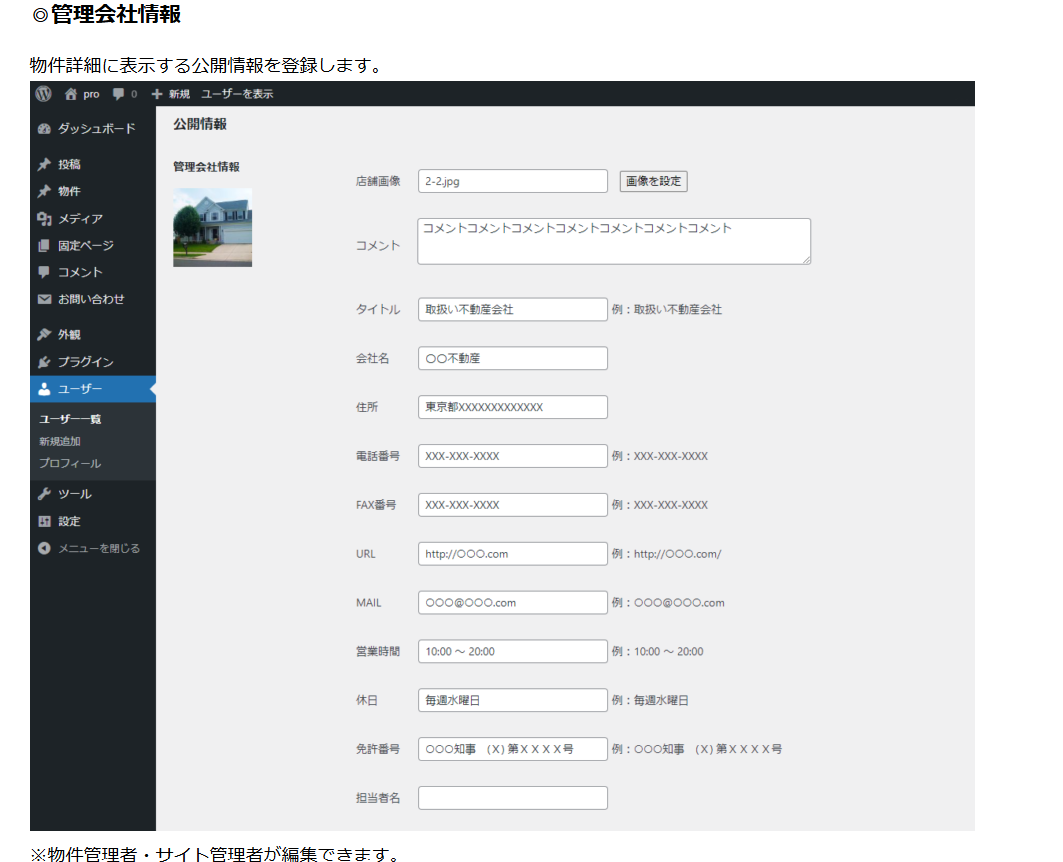 ◎管理会社情報
物件詳細に表示する公開情報を登録します。
pro 0 新規 ユーザーを表示
ダッシュボード
投稿
物件
メディア
固定ページ
コメント
お問い合わせ
外観
プラグイン
ユーザー
ユーザー一覧
新規追加
プロフィール
ツール
設定
メニューを閉じる
公開情報
管理会社情報
店舗画像 2-2.jpg 画像を設定
コメント コメントコメントコメントコメントコメントコメントコメント
タイトル 取扱い不動産会社 例：取扱い不動産会社
会社名 〇〇不動産
住所 東京都XXXXXXXXXXXXX
電話番号 XXX-XXX-XXXX 例：XXX-XXX-XXXX
FAX番号 XXX-XXX-XXXX 例：XXX-XXX-XXXX
URL http://〇〇〇.com 例：http://〇〇〇.com/
MAIL 〇〇〇@〇〇〇.com 例：〇〇〇@〇〇〇.com
営業時間 10:00 ～ 20:00 例：10:00 ～ 20:00
休日 毎週水曜日 例：毎週水曜日
免許番号 〇〇〇知事　(Ｘ) 第ＸＸＸＸ号 例：〇〇〇知事　(Ｘ) 第ＸＸＸＸ号
担当者名
※物件管理者・サイト管理者が編集できます。